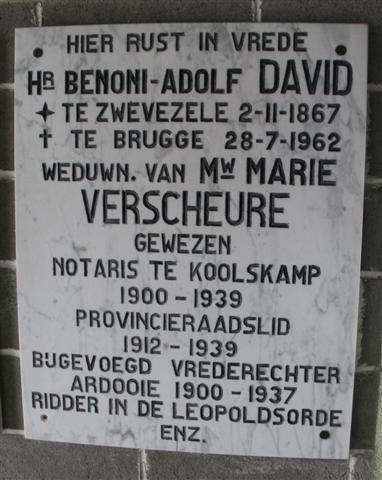 HIER RUST IN VREDE
HR BENONI-ADOLF DAVID
✦ TE ZWEVEZELE 2-11-1867
✝ TE BRUGGE 28-7-1962
WEDUWN. VAN MW MARIE
VERSCHEURE
GEWEZEN
NOTARIS TE KOOLSKAMP
1900 - 1939
PROVINCIERAADSLID
1912 - 1939
BIJGEVOEGD VREDERECHTER
ARDOOIE 1900 - 1937
RIDDER IN DE LEOPOLDSORDE
ENZ.